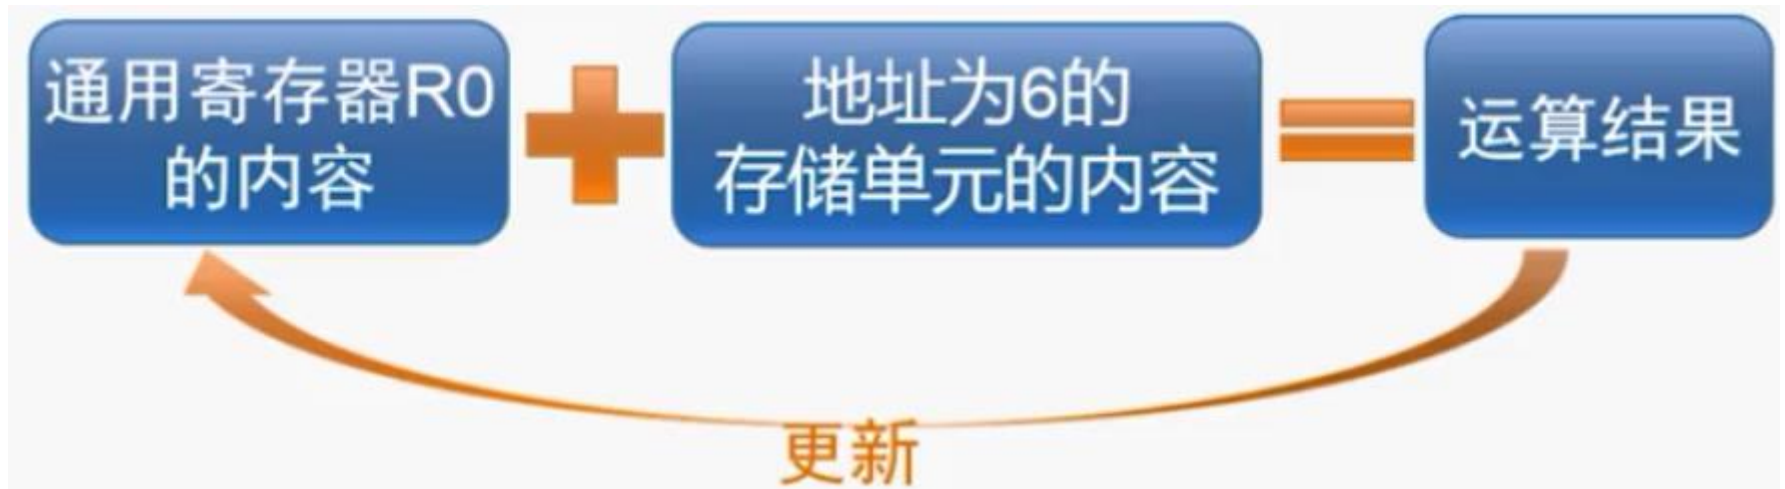 通用寄存器R0
的内容
地址为6的
存储单元的内容
运算结果
更新